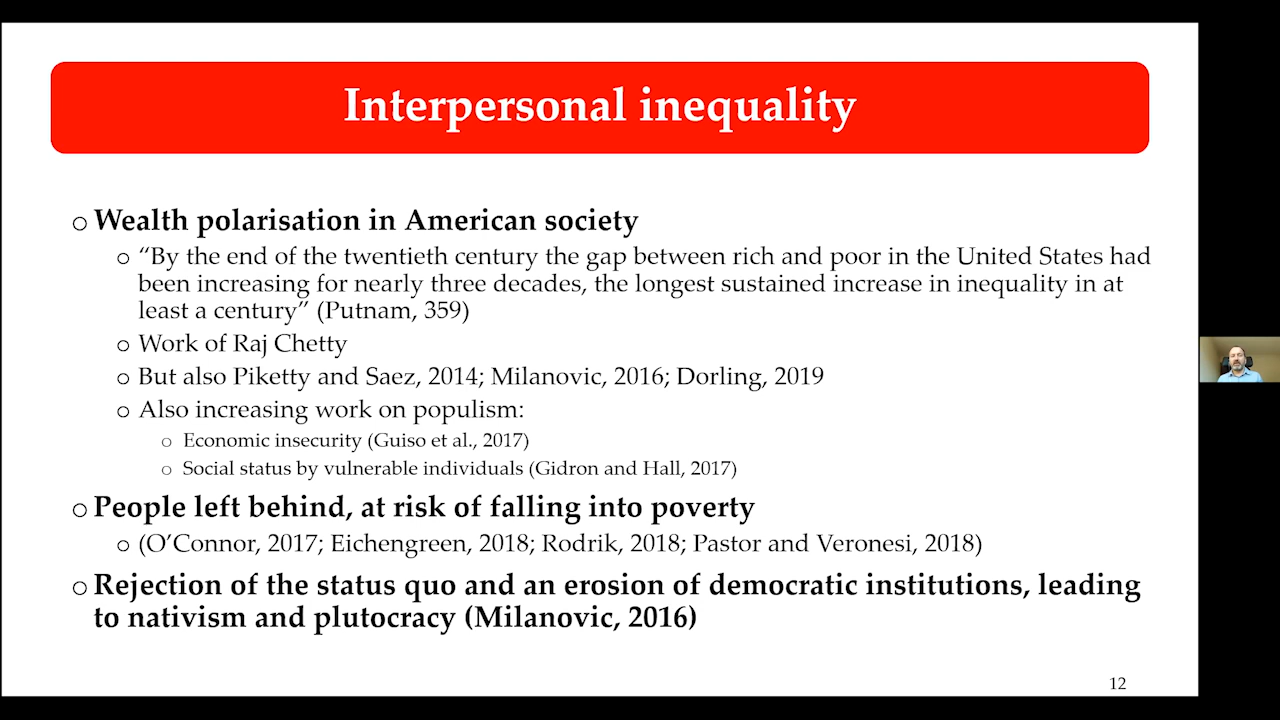 Interpersonal inequality
○ Wealth polarisation in American society
○ “By the end of the twentieth century the gap between rich and poor in the United States had
been increasing for nearly three decades, the longest sustained increase in inequality in at
least a century” (Putnam, 359)
○ Work of Raj Chetty
○ But also Piketty and Saez, 2014; Milanovic, 2016; Dorling, 2019
○ Also increasing work on populism:
○ Economic insecurity (Guiso et al., 2017)
○ Social status by vulnerable individuals (Gidron and Hall, 2017)
○ People left behind, at risk of falling into poverty
○ (O’Connor, 2017; Eichengreen, 2018; Rodrik, 2018; Pastor and Veronesi, 2018)
○ Rejection of the status quo and an erosion of democratic institutions, leading
to nativism and plutocracy (Milanovic, 2016)
12